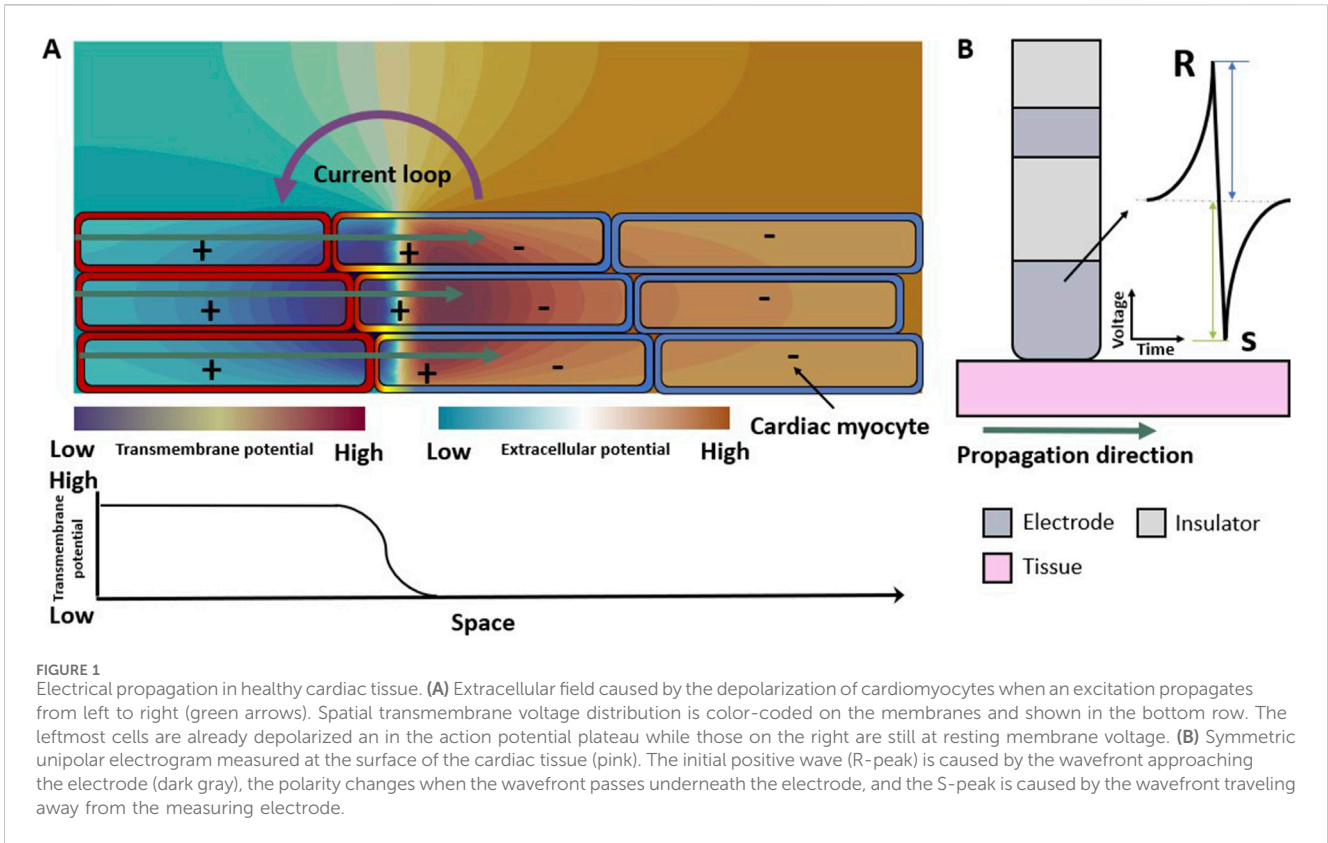 A
Current loop
+
+
-
-
+
+
-
-
+
+
-
-
Cardiac myocyte
Low Transmembrane potential High
Low Extracellular potential High
High
Transmembrane
potential
Low
Space
B
R
Voltage
Time
S
Propagation direction
Electrode
Insulator
Tissue
FIGURE 1
Electrical propagation in healthy cardiac tissue. (A) Extracellular field caused by the depolarization of cardiomyocytes when an excitation propagates
from left to right (green arrows). Spatial transmembrane voltage distribution is color-coded on the membranes and shown in the bottom row. The
leftmost cells are already depolarized an in the action potential plateau while those on the right are still at resting membrane voltage. (B) Symmetric
unipolar electrogram measured at the surface of the cardiac tissue (pink). The initial positive wave (R-peak) is caused by the wavefront approaching
the electrode (dark gray), the polarity changes when the wavefront passes underneath the electrode, and the S-peak is caused by the wavefront traveling
away from the measuring electrode.